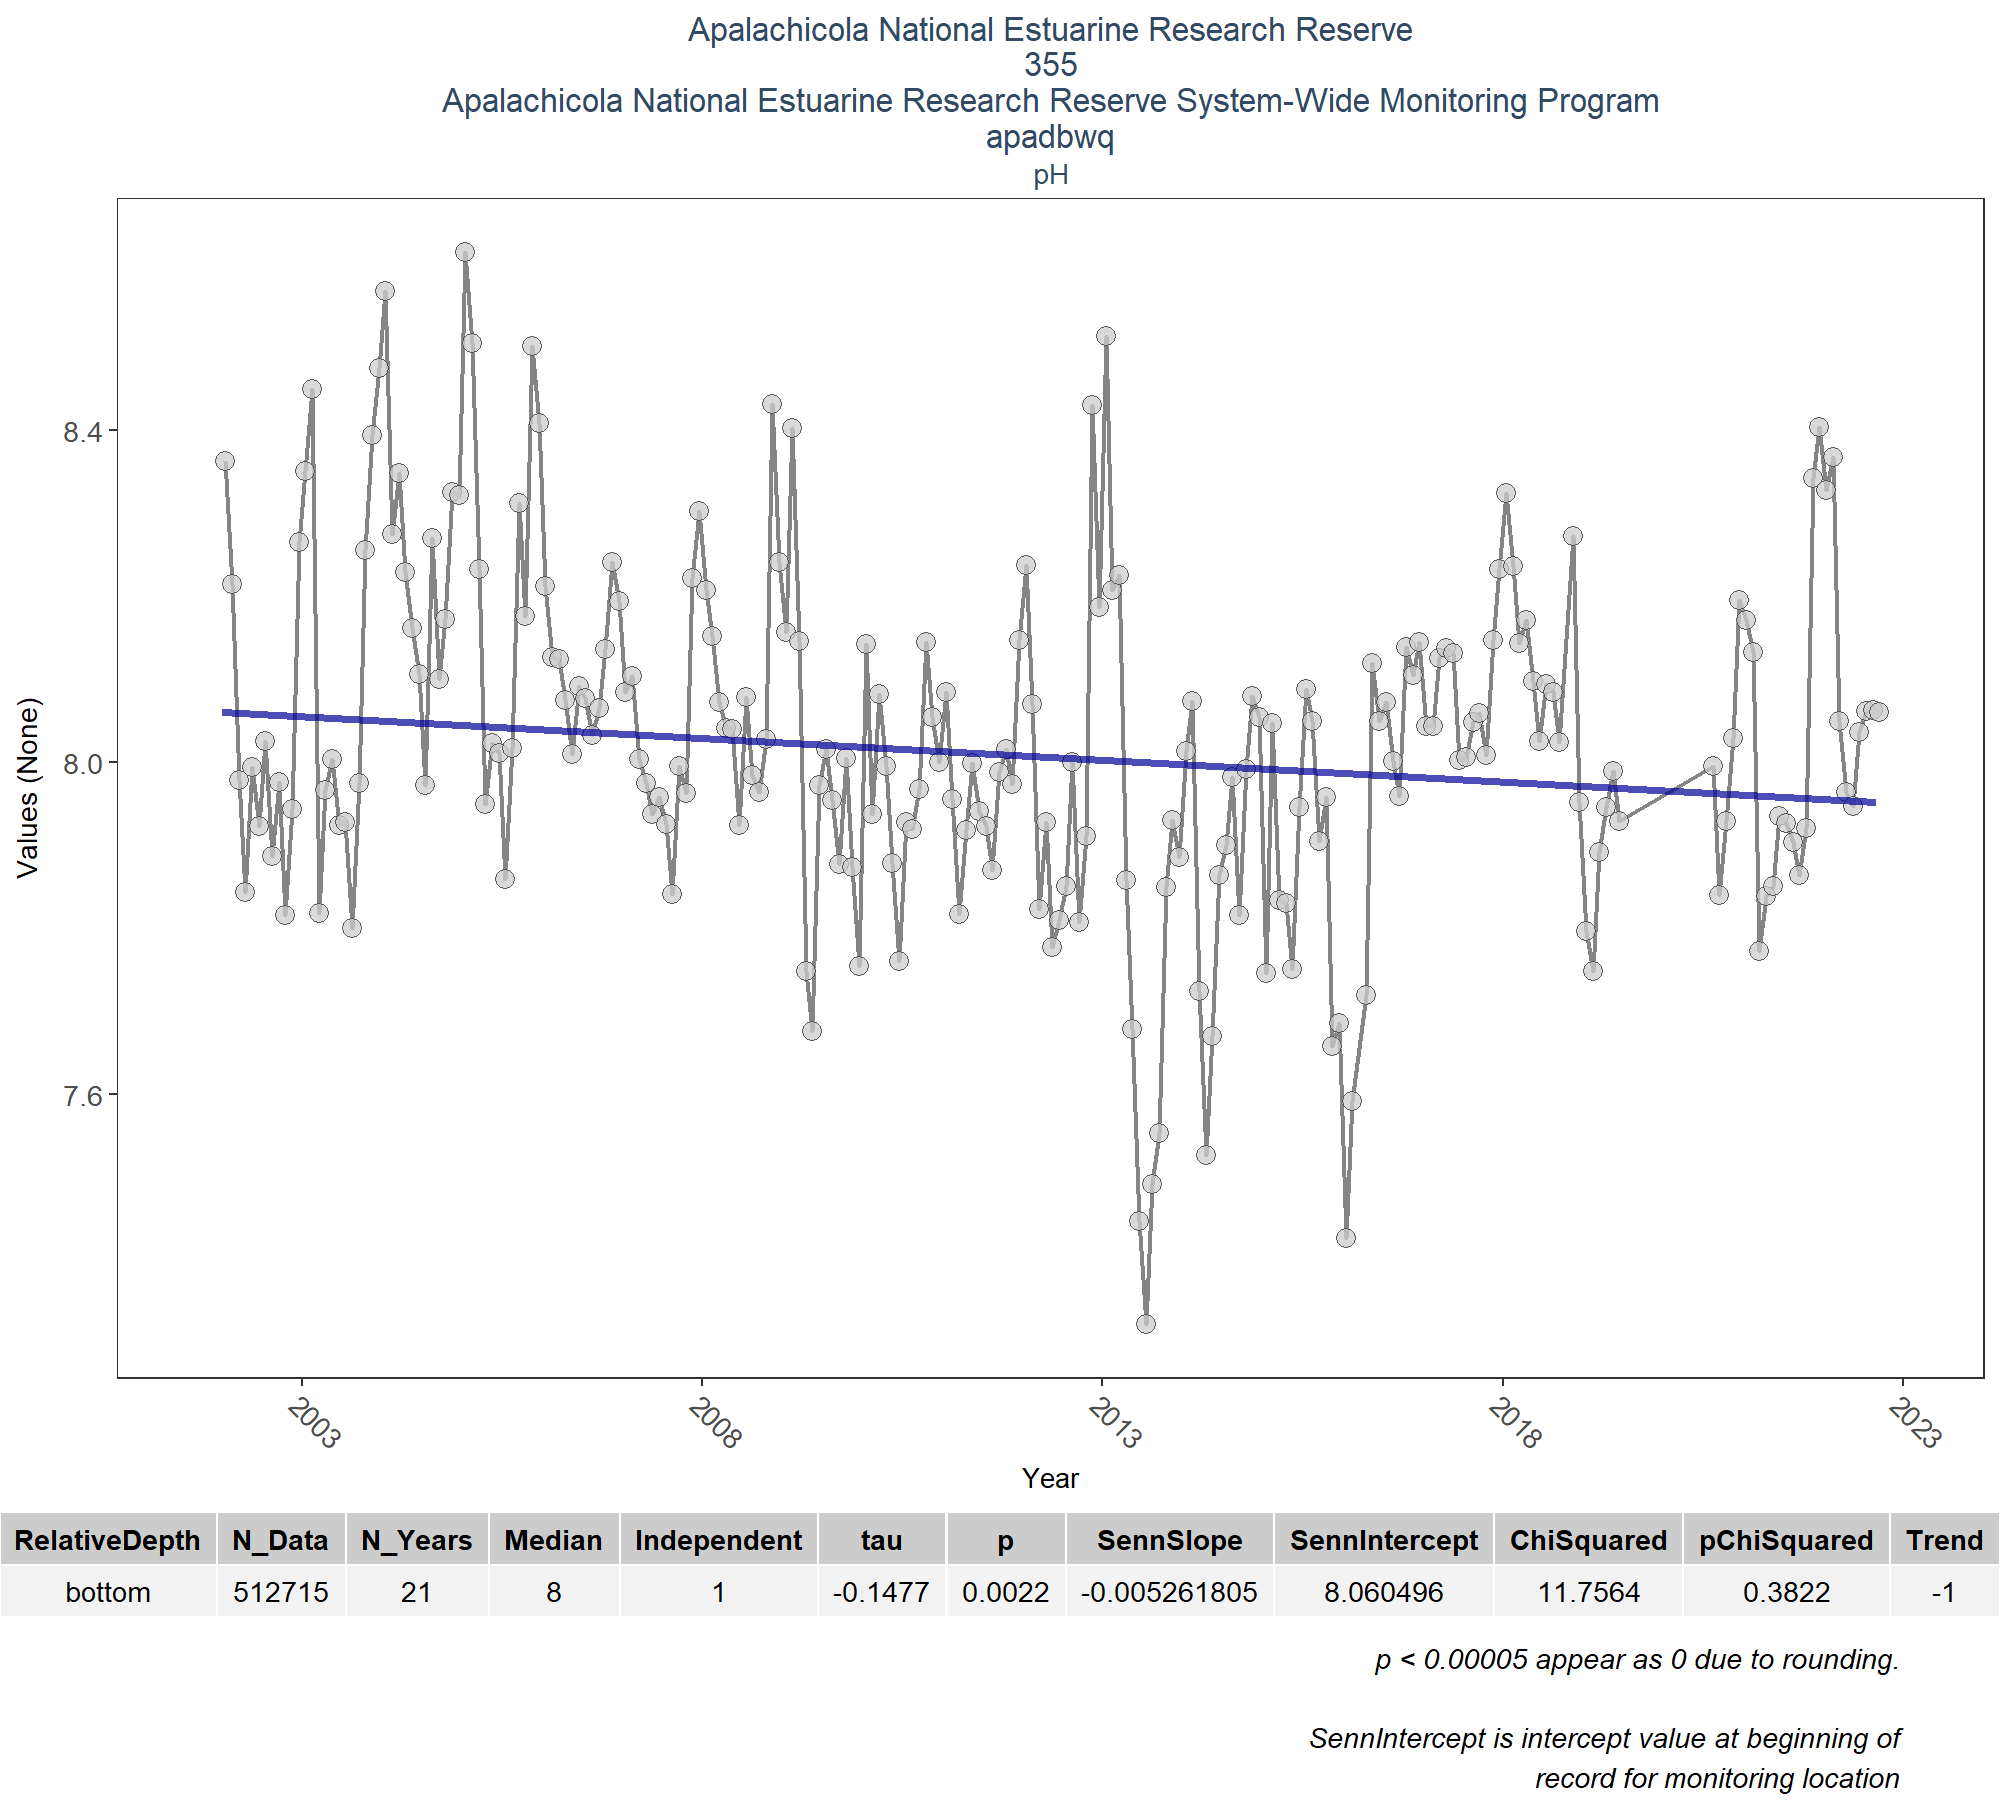 Apalachicola National Estuarine Research Reserve
355
Apalachicola National Estuarine Research Reserve System-Wide Monitoring Program
apadbwq
pH
Values (None)
8.4
8.0
7.6
2003 2008 2013 2018 2023
Year
RelativeDepth N_Data N_Years Median Independent tau p SennSlope SennIntercept ChiSquared pChiSquared Trend
bottom 512715 21 8 1 -0.1477 0.0022 -0.005261805 8.060496 11.7564 0.3822 -1
p < 0.00005 appear as 0 due to rounding.
SennIntercept is intercept value at beginning of
record for monitoring location